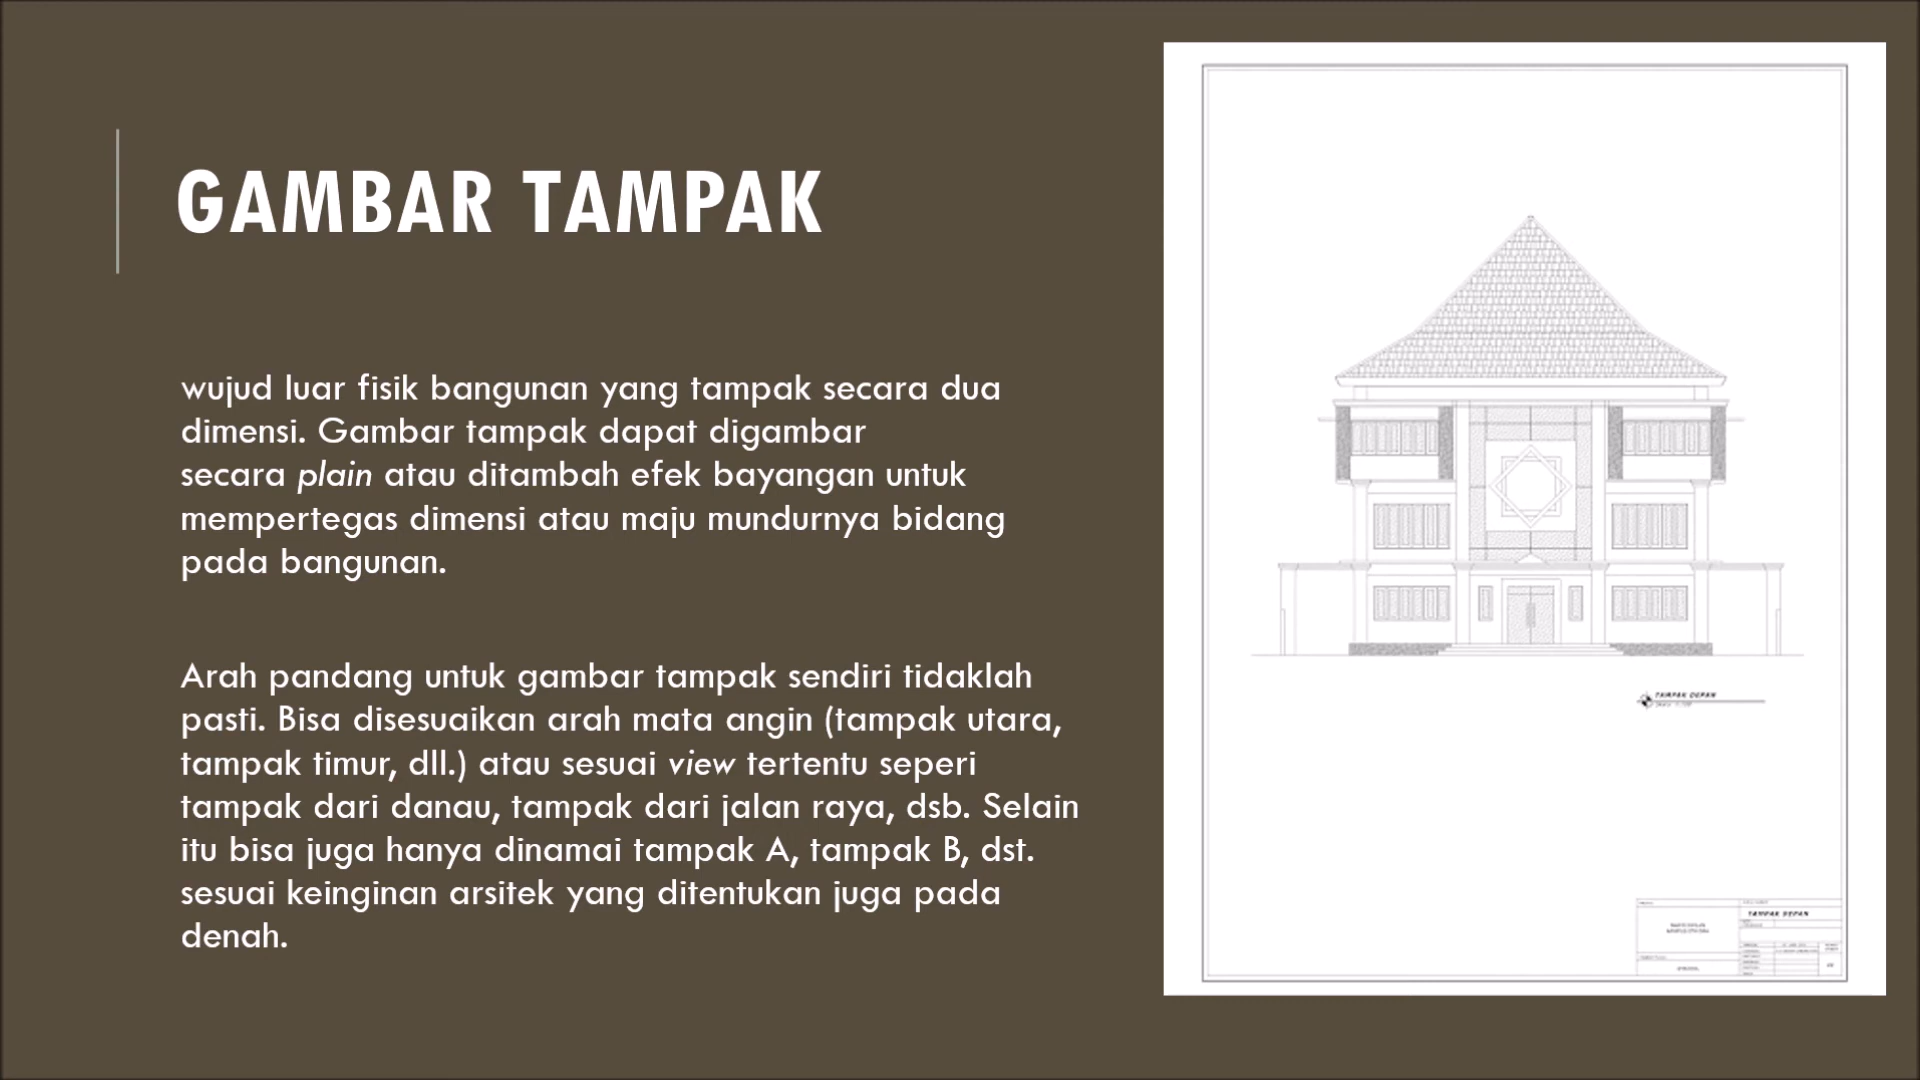 GAMBAR TAMPAK
wujud luar fisik bangunan yang tampak secara dua
dimensi. Gambar tampak dapat digambar
secara plain atau ditambah efek bayangan untuk
mempertegas dimensi atau maju mundurnya bidang
pada bangunan.
Arah pandang untuk gambar tampak sendiri tidaklah
pasti. Bisa disesuaikan arah mata angin (tampak utara,
tampak timur, dll.) atau sesuai view tertentu seperi
tampak dari danau, tampak dari jalan raya, dsb. Selain
itu bisa juga hanya dinamai tampak A, tampak B, dst.
sesuai keinginan arsitek yang ditentukan juga pada
denah.
TAMPAK DEPAN
TAMPAK DEPAN